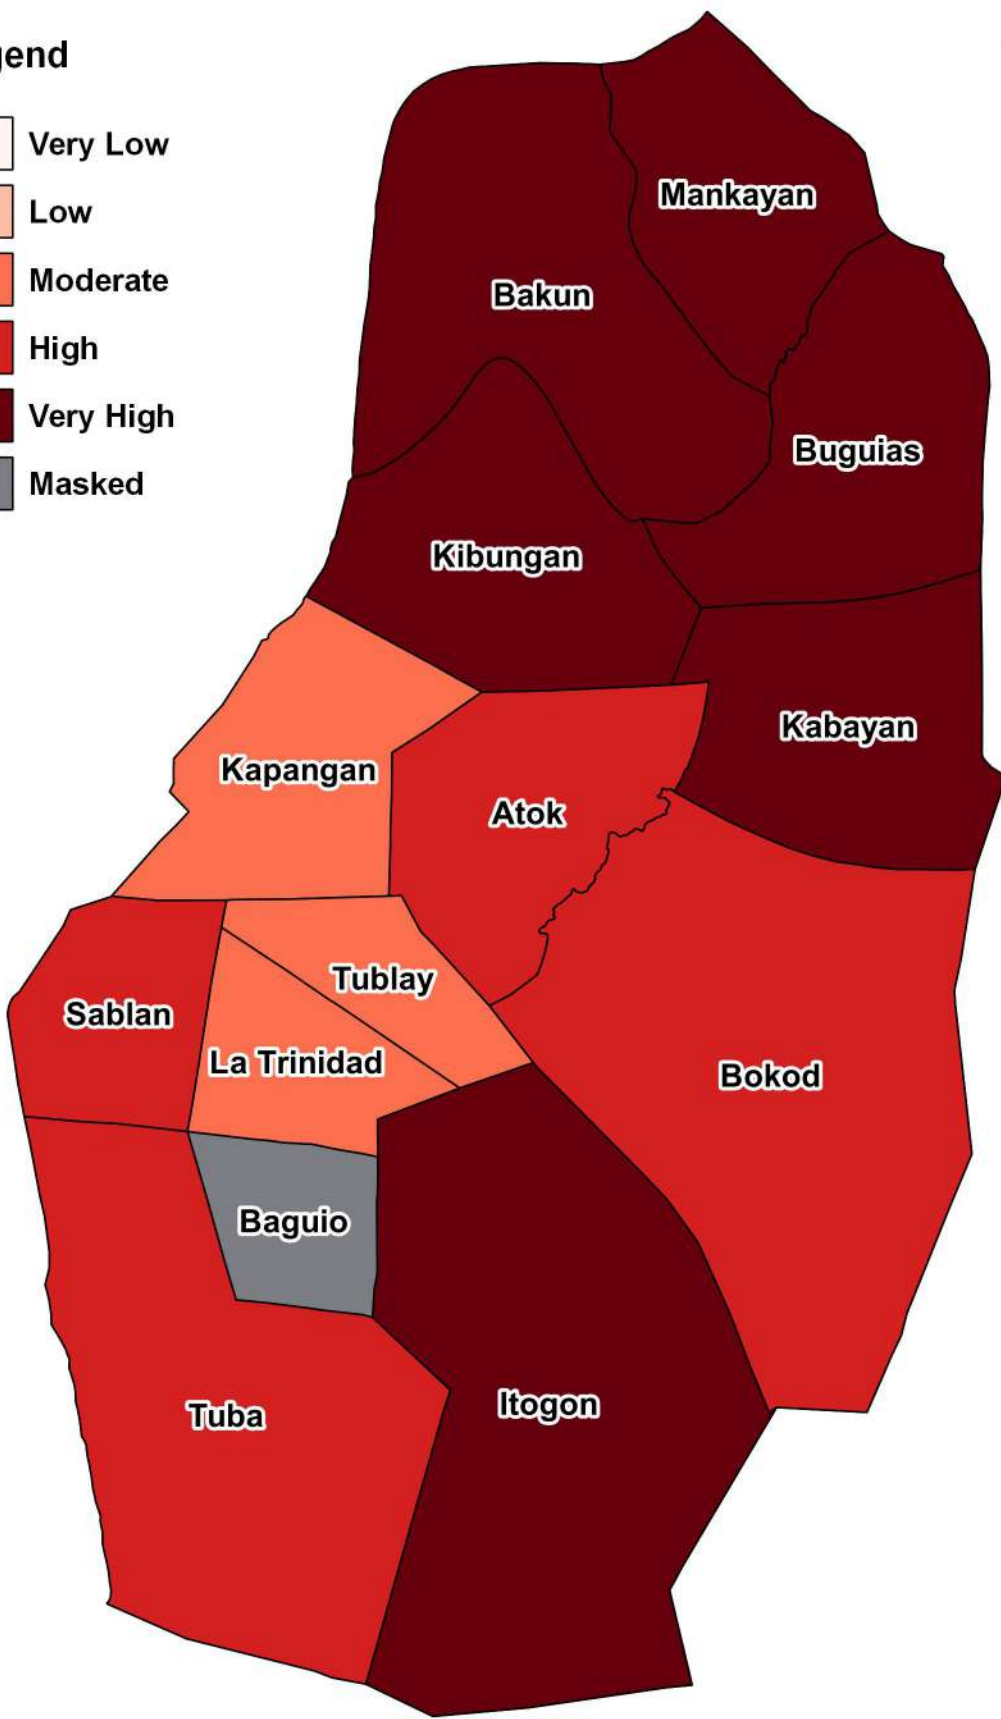 gend
Very Low
Low
Moderate
High
Very High
Masked
Mankayan
Bakun
Buguias
Kibungan
Kabayan
Kapangan
Atok
Tublay
Sablan
La Trinidad
Bokod
Baguio
Itogon
Tuba